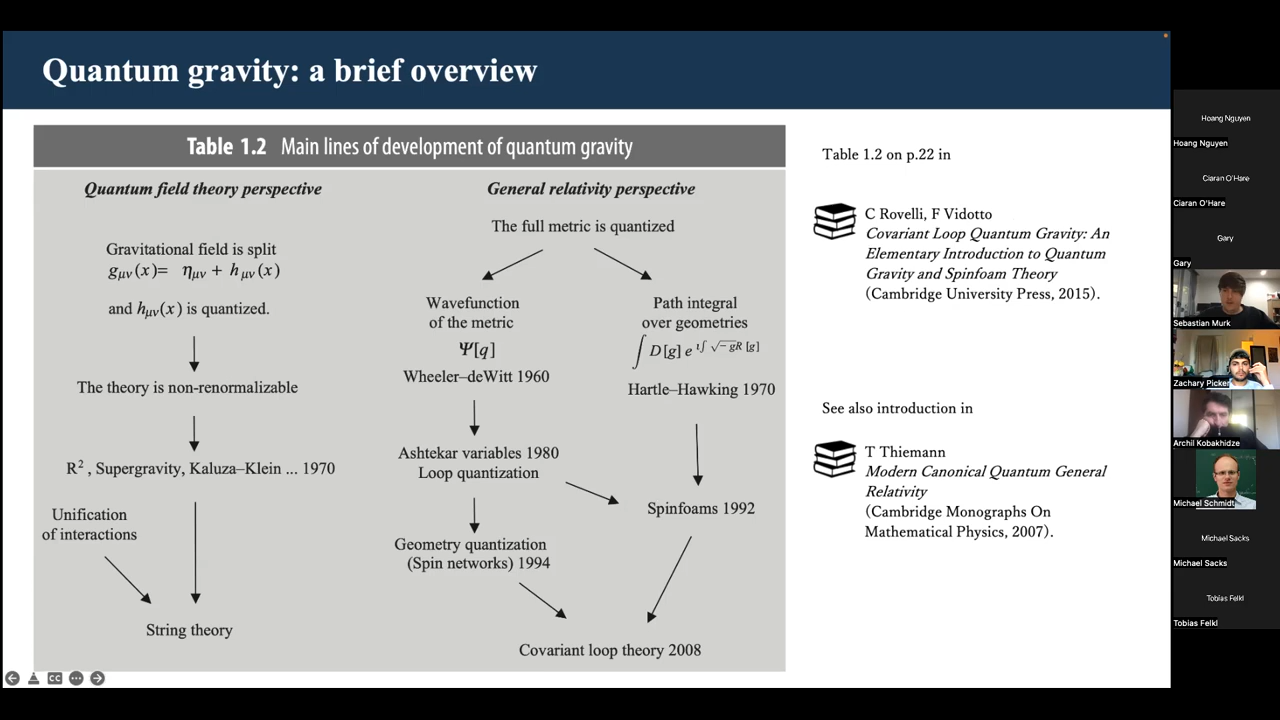 Quantum gravity: a brief overview
Table 1.2 Main lines of development of quantum gravity
Quantum field theory perspective
Gravitational field is split
gμν(x)= ημν + hμν(x)
and hμν(x) is quantized.
The theory is non-renormalizable
R², Supergravity, Kaluza–Klein ... 1970
Unification
of interactions
String theory
General relativity perspective
The full metric is quantized
Wavefunction
of the metric
Ψ[q]
Wheeler–deWitt 1960
Path integral
over geometries
∫ D[g] e^{ı∫ √−gR [g]}
Hartle–Hawking 1970
Ashtekar variables 1980
Loop quantization
Spinfoams 1992
Geometry quantization
(Spin networks) 1994
Covariant loop theory 2008
Table 1.2 on p.22 in
C Rovelli, F Vidotto
Covariant Loop Quantum Gravity: An
Elementary Introduction to Quantum
Gravity and Spinfoam Theory
(Cambridge University Press, 2015).
See also introduction in
T Thiemann
Modern Canonical Quantum General
Relativity
(Cambridge Monographs On
Mathematical Physics, 2007).
CC
Hoang Nguyen
Hoang Nguyen
Ciaran O'Hare
Ciaran O'Hare
Gary
Gary
Sebastian Murk
Zachary Picker
Archil Kobakhidze
Michael Schmidt
Michael Sacks
Michael Sacks
Tobias Felkl
Tobias Felkl